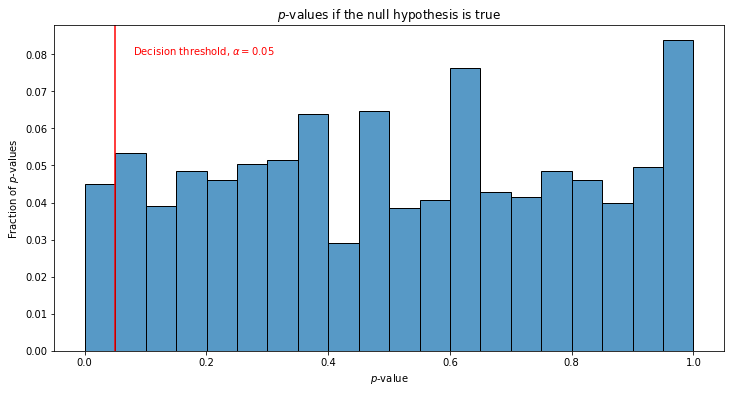 p-values if the null hypothesis is true
Decision threshold, α = 0.05
Fraction of p-values
0.08
0.07
0.06
0.05
0.04
0.03
0.02
0.01
0.00
0.0 0.2 0.4 0.6 0.8 1.0
p-value